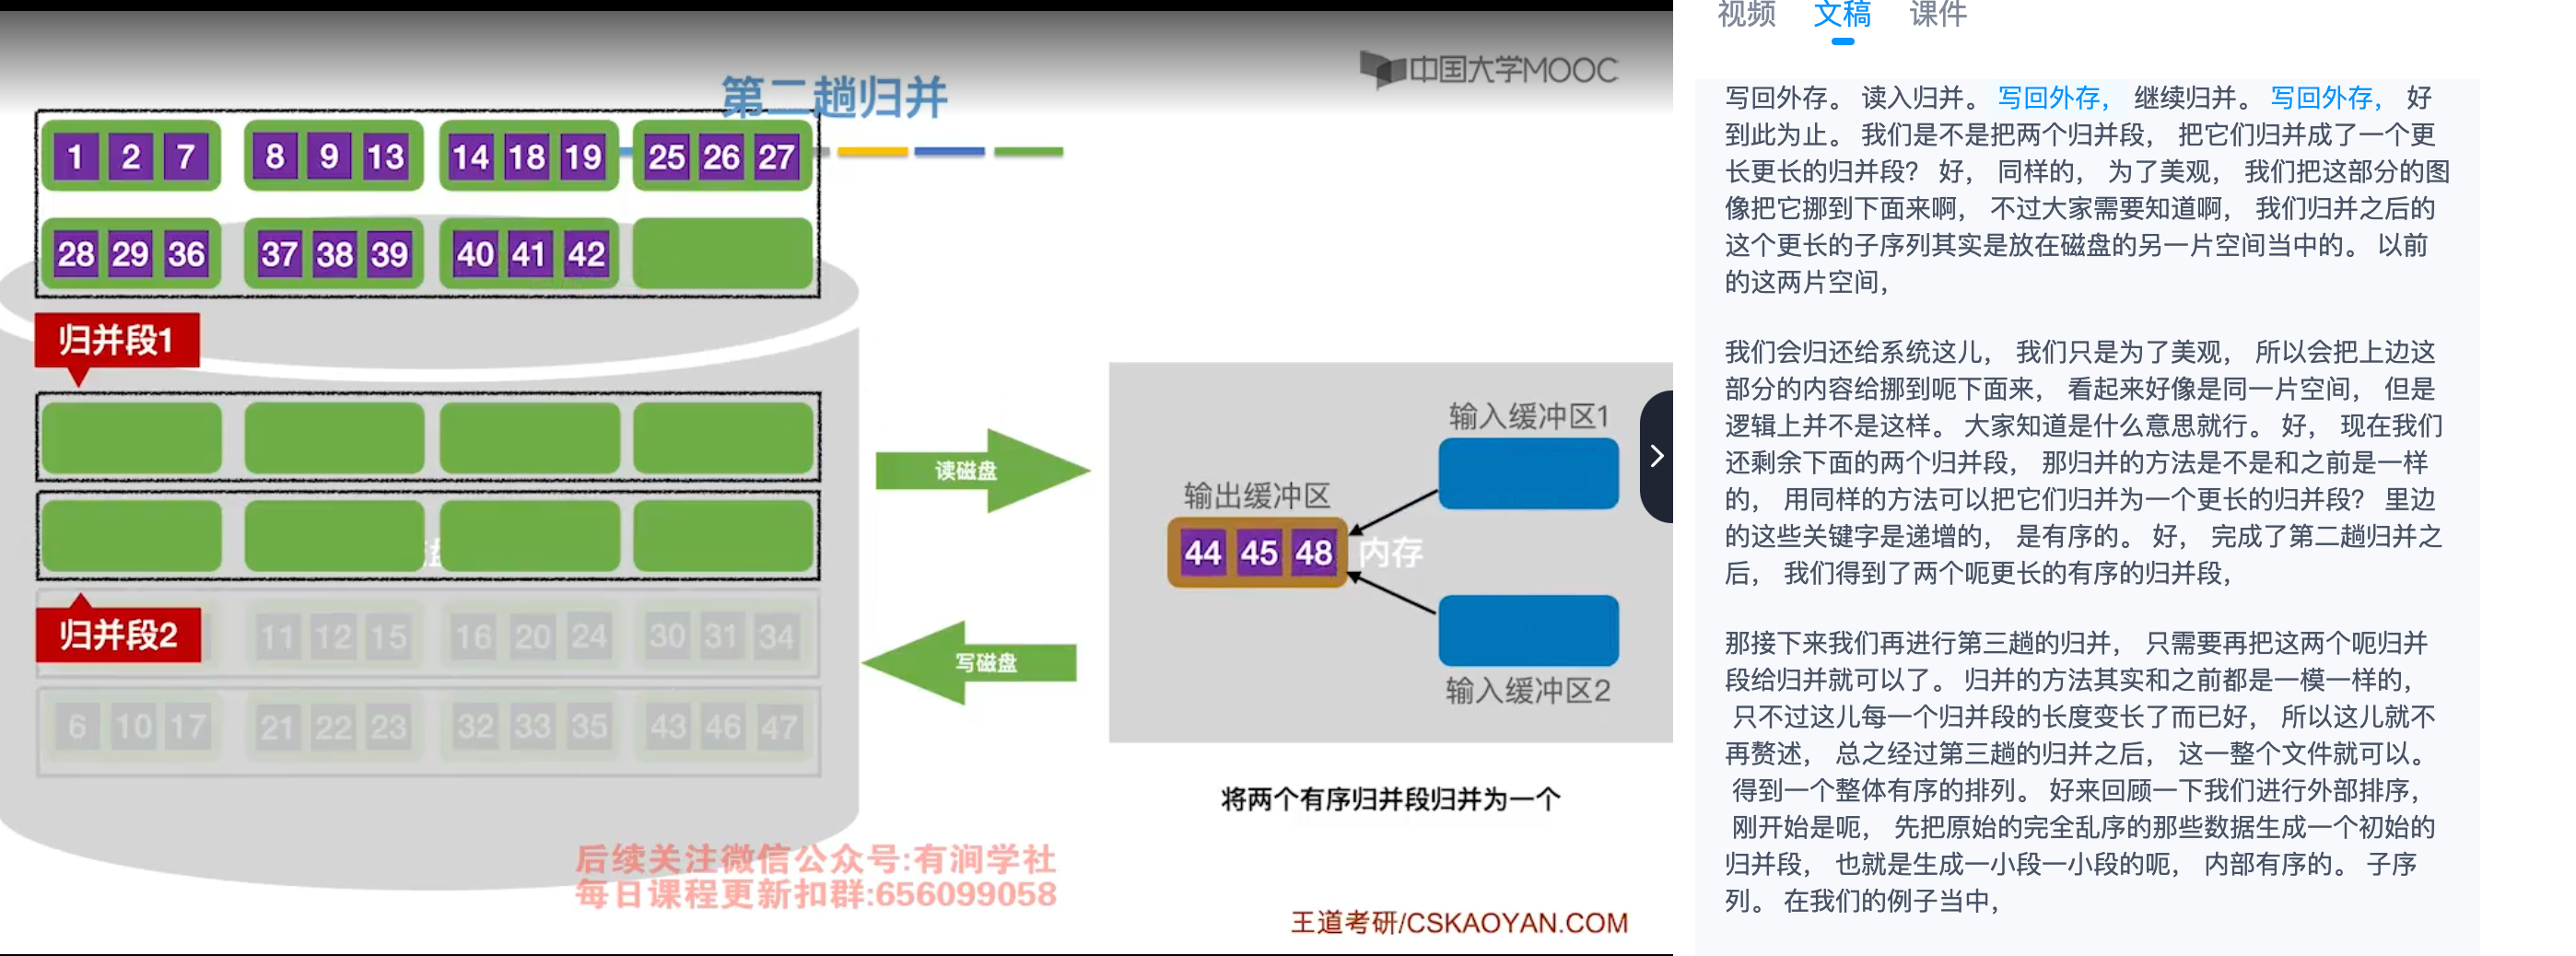 中国大学MOOC
第二趟归并
1 2 7 8 9 13 14 18 19 25 26 27
28 29 36 37 38 39 40 41 42
归并段1
读磁盘
写磁盘
归并段2
11 12 15 16 20 24 30 31 34
6 10 17 21 22 23 32 33 35 43 46 47
输入缓冲区1
输出缓冲区
44 45 48
内存
输入缓冲区2
将两个有序归并段归并为一个
后续关注微信公众号:有涧学社
每日课程更新扣群:656099058
王道考研/CSKAOYAN.COM
视频 文稿 课件
写回外存。 读入归并。 写回外存, 继续归并。 写回外存, 好
到此为止。 我们是不是把两个归并段, 把它们归并成了一个更
长更长的归并段? 好, 同样的, 为了美观, 我们把这部分的图
像把它挪到下面来啊, 不过大家需要知道啊, 我们归并之后的
这个更长的子序列其实是放在磁盘的另一片空间当中的。 以前
的这两片空间,
我们会归还给系统这儿, 我们只是为了美观, 所以会把上边这
部分的内容给挪到呃下面来, 看起来好像是同一片空间, 但是
逻辑上并不是这样。 大家知道是什么意思就行。 好, 现在我们
还剩余下面的两个归并段, 那归并的方法是不是和之前是一样
的, 用同样的方法可以把它们归并为一个更长的归并段? 里边
的这些关键字是递增的, 是有序的。 好, 完成了第二趟归并之
后, 我们得到了两个呃更长的有序的归并段,
那接下来我们再进行第三趟的归并, 只需要再把这两个呃归并
段给归并就可以了。 归并的方法其实和之前都是一模一样的,
只不过这儿每一个归并段的长度变长了而已好, 所以这儿就不
再赘述, 总之经过第三趟的归并之后, 这一整个文件就可以。
得到一个整体有序的排列。 好来回顾一下我们进行外部排序,
刚开始是呃, 先把原始的完全乱序的那些数据生成一个初始的
归并段, 也就是生成一小段一小段的呃, 内部有序的。 子序
列。 在我们的例子当中,